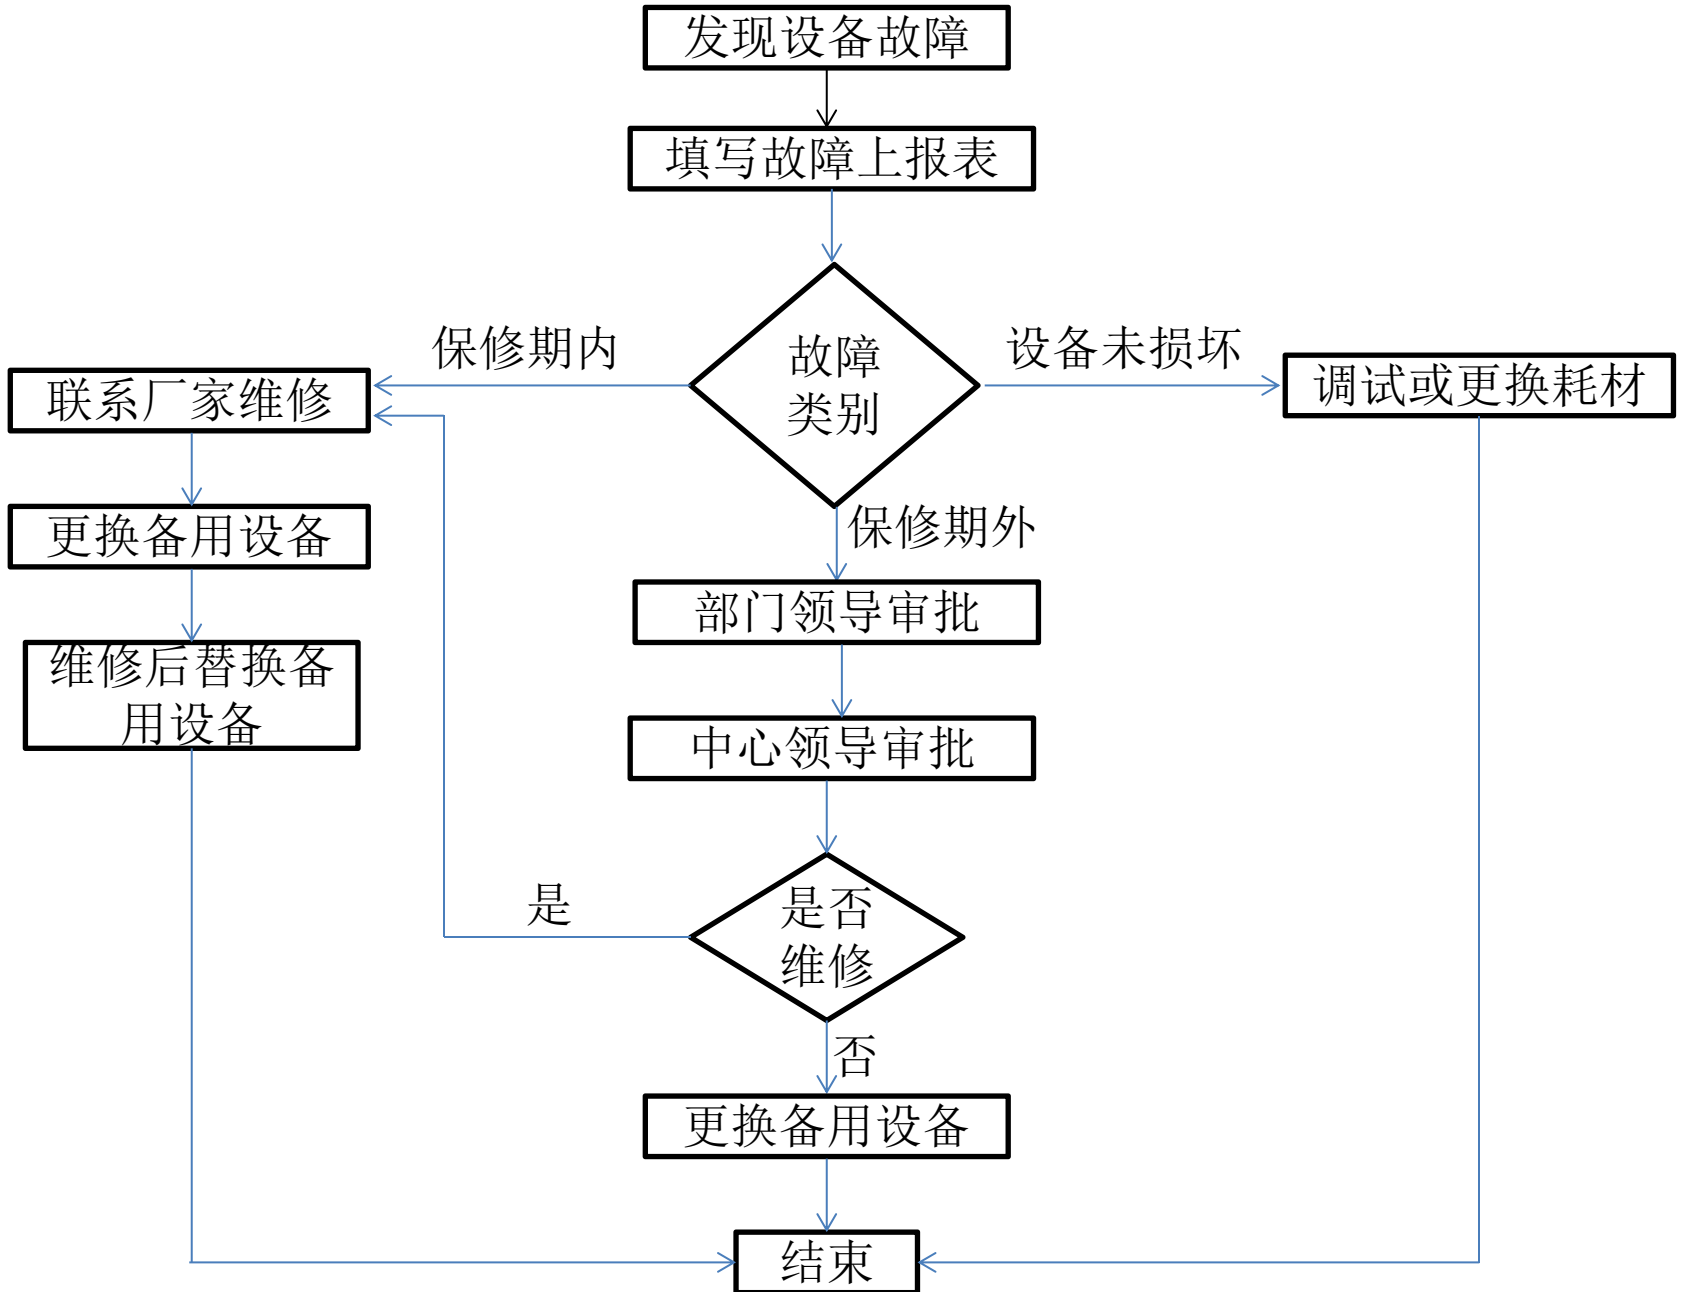 发现设备故障
填写故障上报表
保修期内
故障
类别
设备未损坏
联系厂家维修
调试或更换耗材
更换备用设备
保修期外
部门领导审批
维修后替换备
用设备
中心领导审批
是
是否
维修
否
更换备用设备
结束